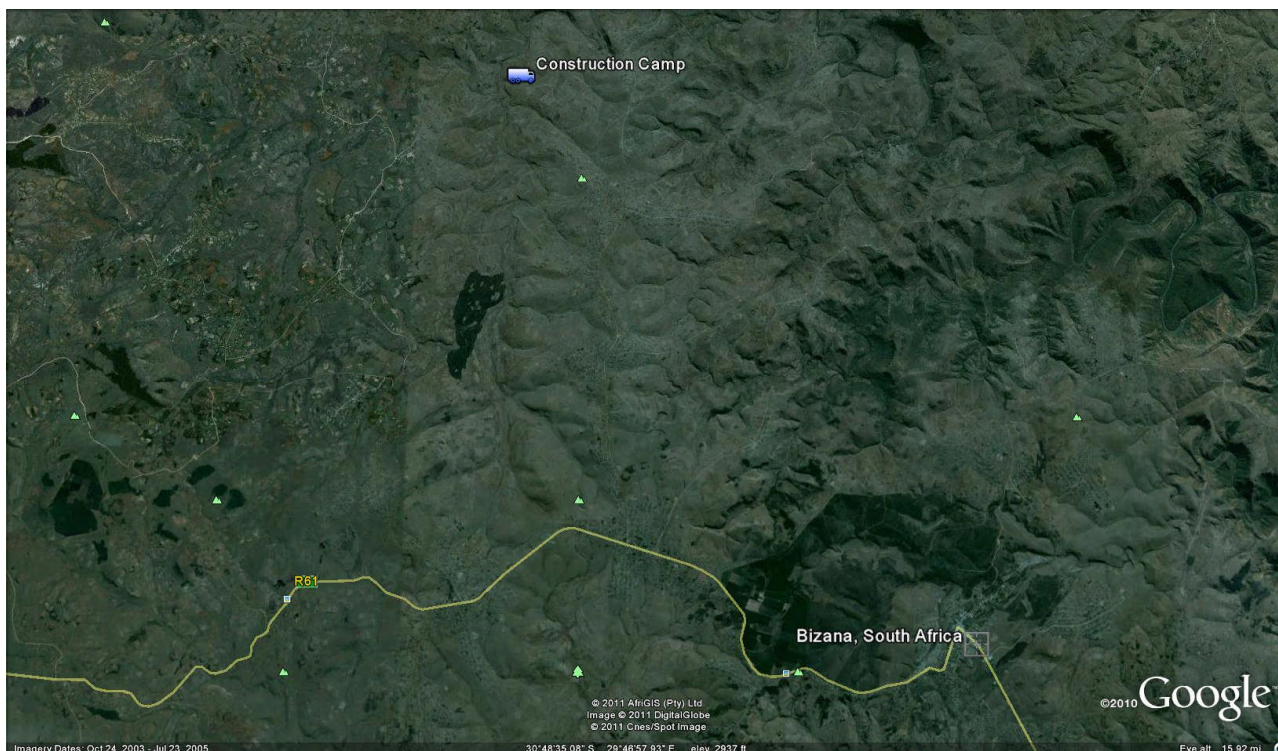 Construction Camp
R61
Bizana, South Africa
© 2011 AfriGIS (Pty) Ltd
Image © 2011 DigitalGlobe
© 2011 Cnes/Spot Image
©2010 Google
Imagery Dates: Oct 24, 2003 - Jul 23, 2005
30°48'35.08" S 29°46'57.93" E elev 2937 ft
Eye alt 15.92 mi